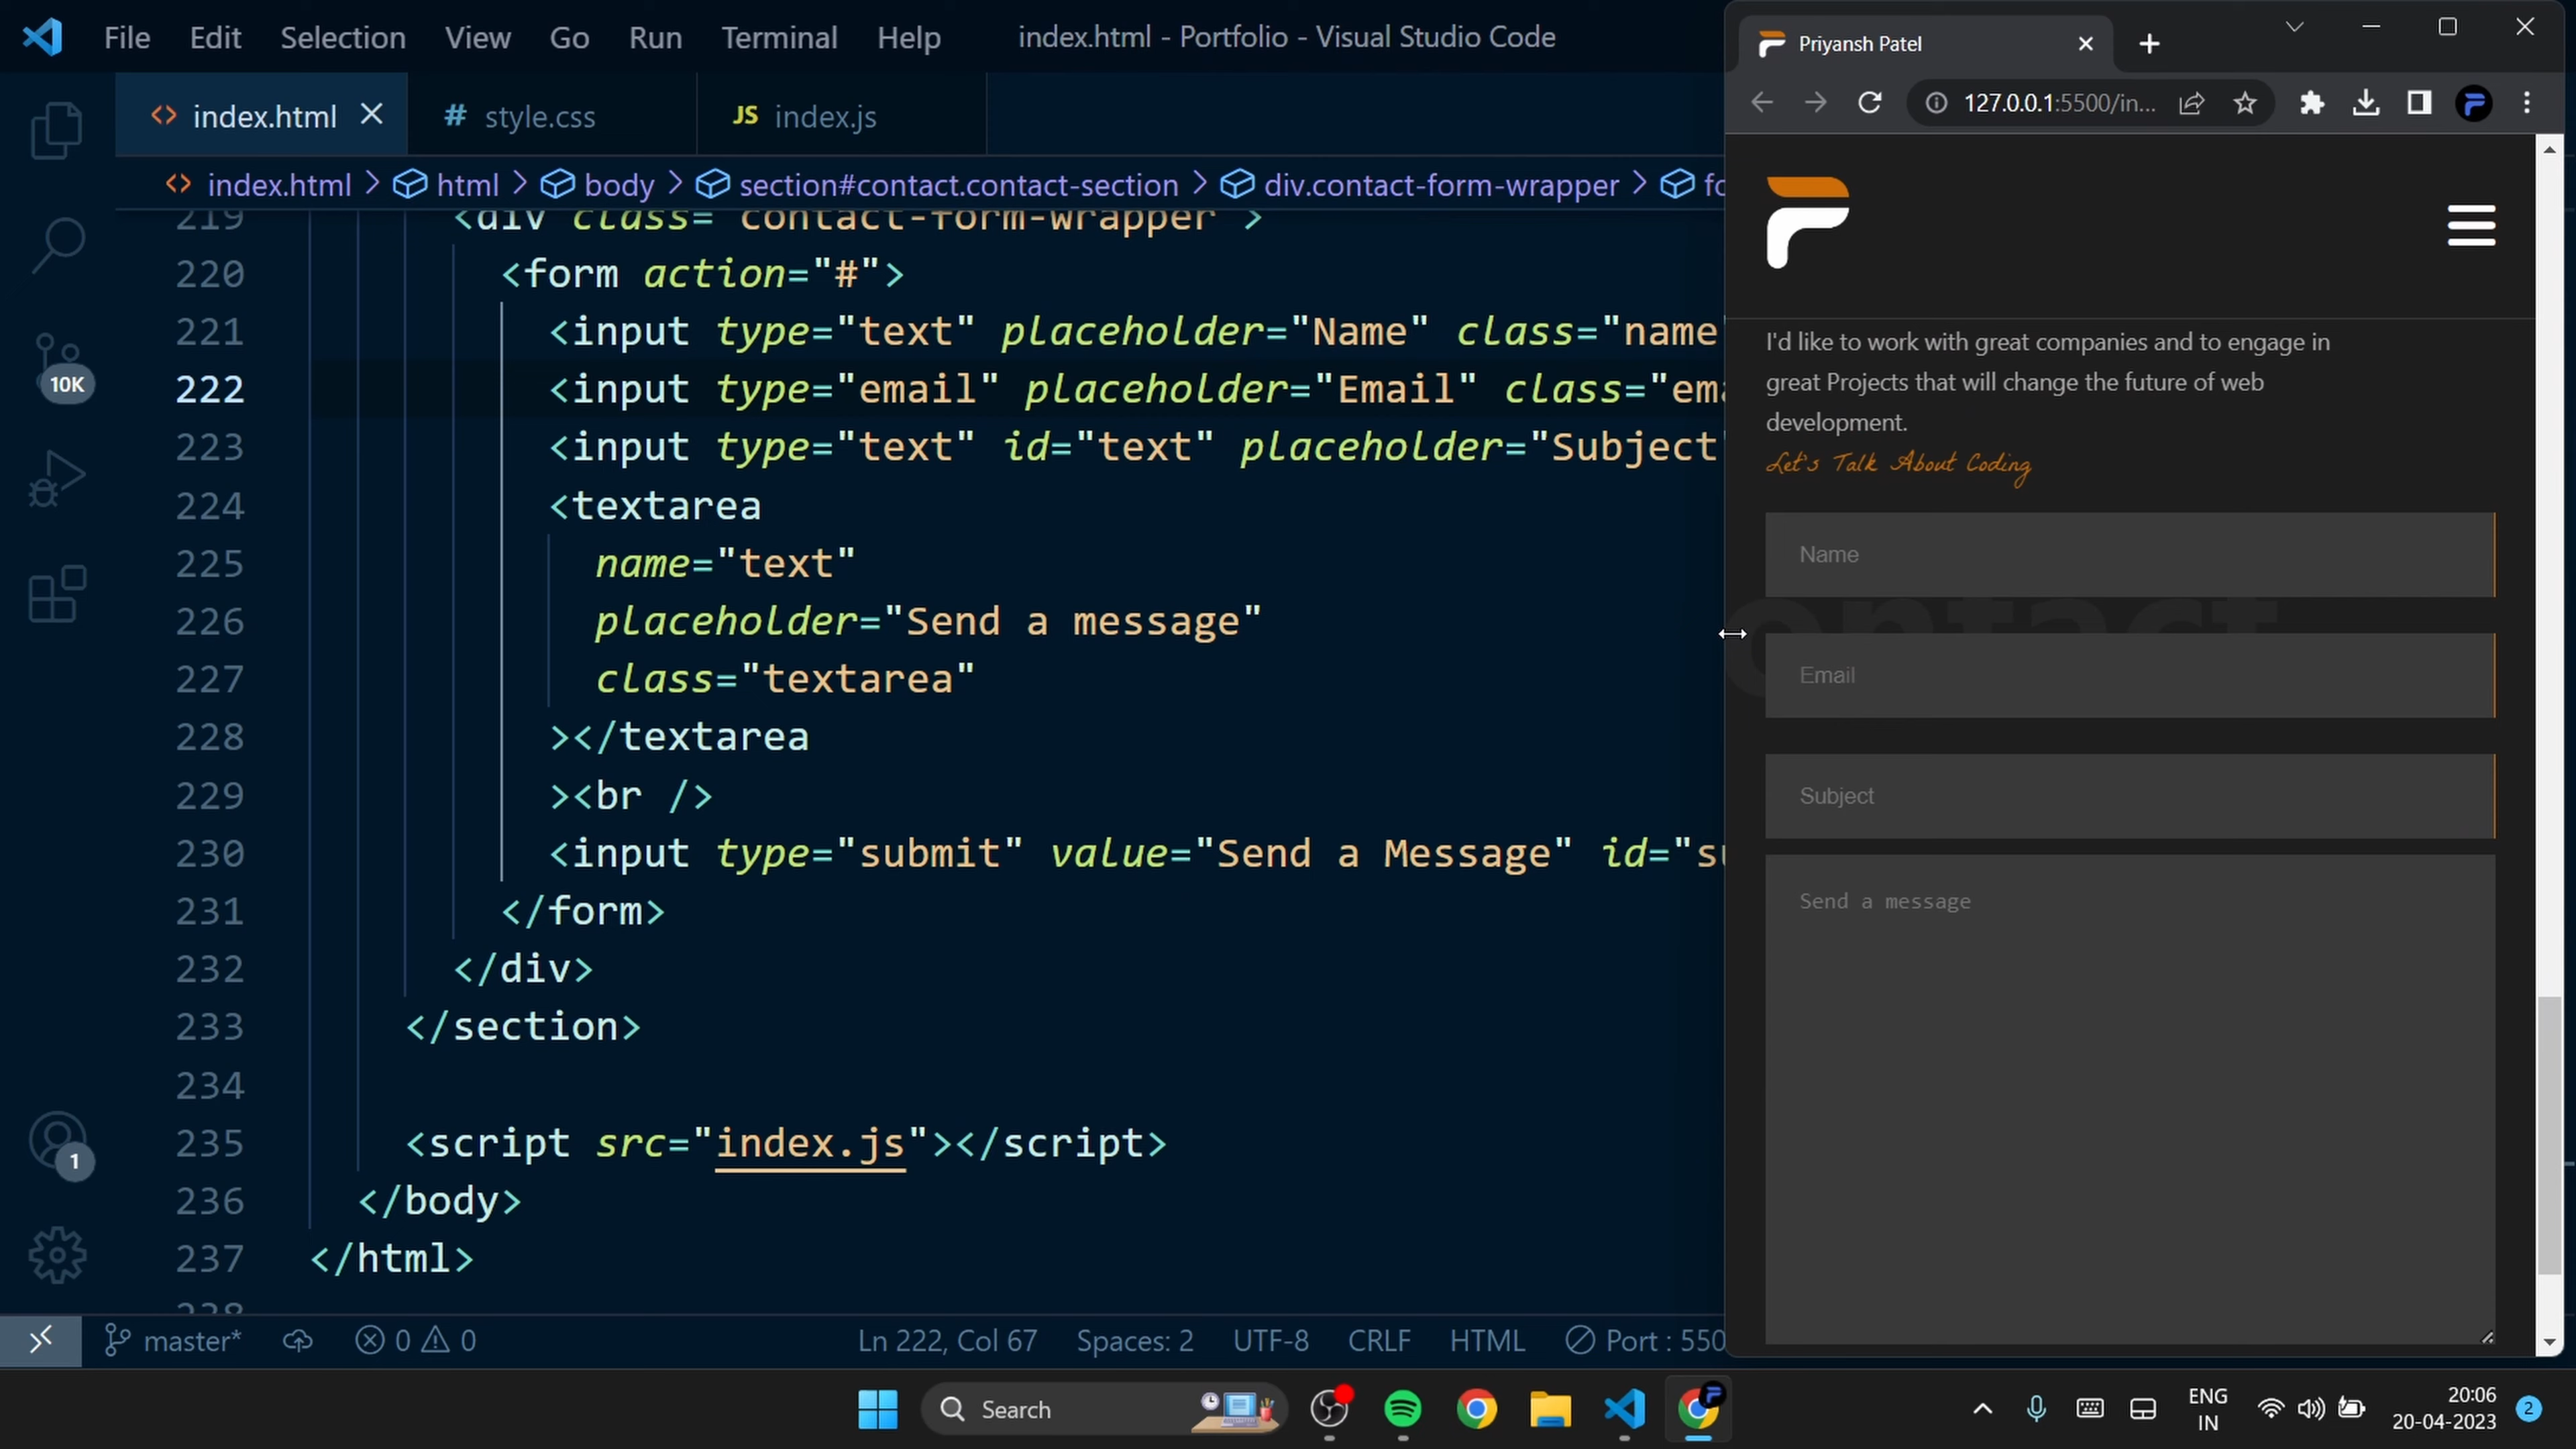 File Edit Selection View Go Run Terminal Help index.html - Portfolio - Visual Studio Code
index.html style.css JS index.js
index.html > html > body > section#contact.contact-section > div.contact-form-wrapper > fo
219 <div class="contact-form-wrapper">
220 <form action="#">
221 <input type="text" placeholder="Name" class="name
222 <input type="email" placeholder="Email" class="ema
223 <input type="text" id="text" placeholder="Subject"
224 <textarea
225 name="text"
226 placeholder="Send a message"
227 class="textarea"
228 ></textarea
229 ><br />
230 <input type="submit" value="Send a Message" id="su
231 </form>
232 </div>
233 </section>
234
235 <script src="index.js"></script>
236 </body>
237 </html>
238
10K
1
master* 0 0 Ln 222, Col 67 Spaces: 2 UTF-8 CRLF HTML Port : 550
Priyansh Patel
127.0.0.1:5500/in...
I'd like to work with great companies and to engage in
great Projects that will change the future of web
development.
Let's Talk About Coding
Name
ontact
Email
Subject
Send a message
Search
ENG
IN
20:06
20-04-2023
2